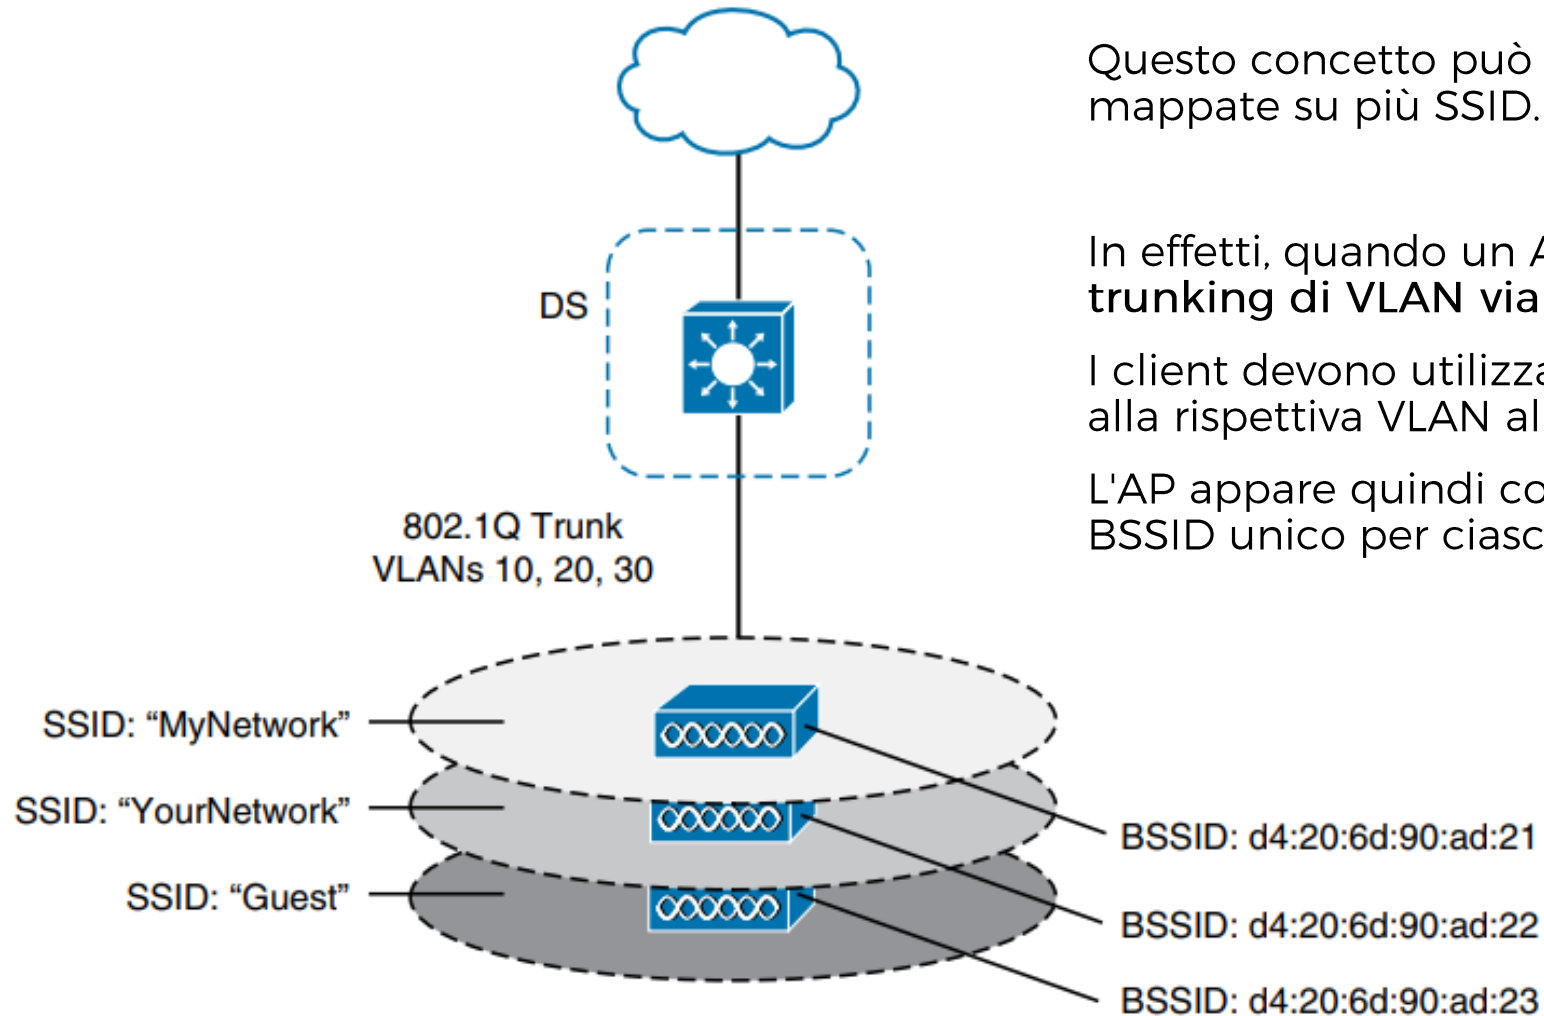 Questo concetto può
mappate su più SSID.
In effetti, quando un A
trunking di VLAN via
I client devono utilizza
alla rispettiva VLAN al
L'AP appare quindi co
BSSID unico per ciasc
DS
802.1Q Trunk
VLANs 10, 20, 30
SSID: “MyNetwork”
SSID: “YourNetwork”
SSID: “Guest”
BSSID: d4:20:6d:90:ad:21
BSSID: d4:20:6d:90:ad:22
BSSID: d4:20:6d:90:ad:23